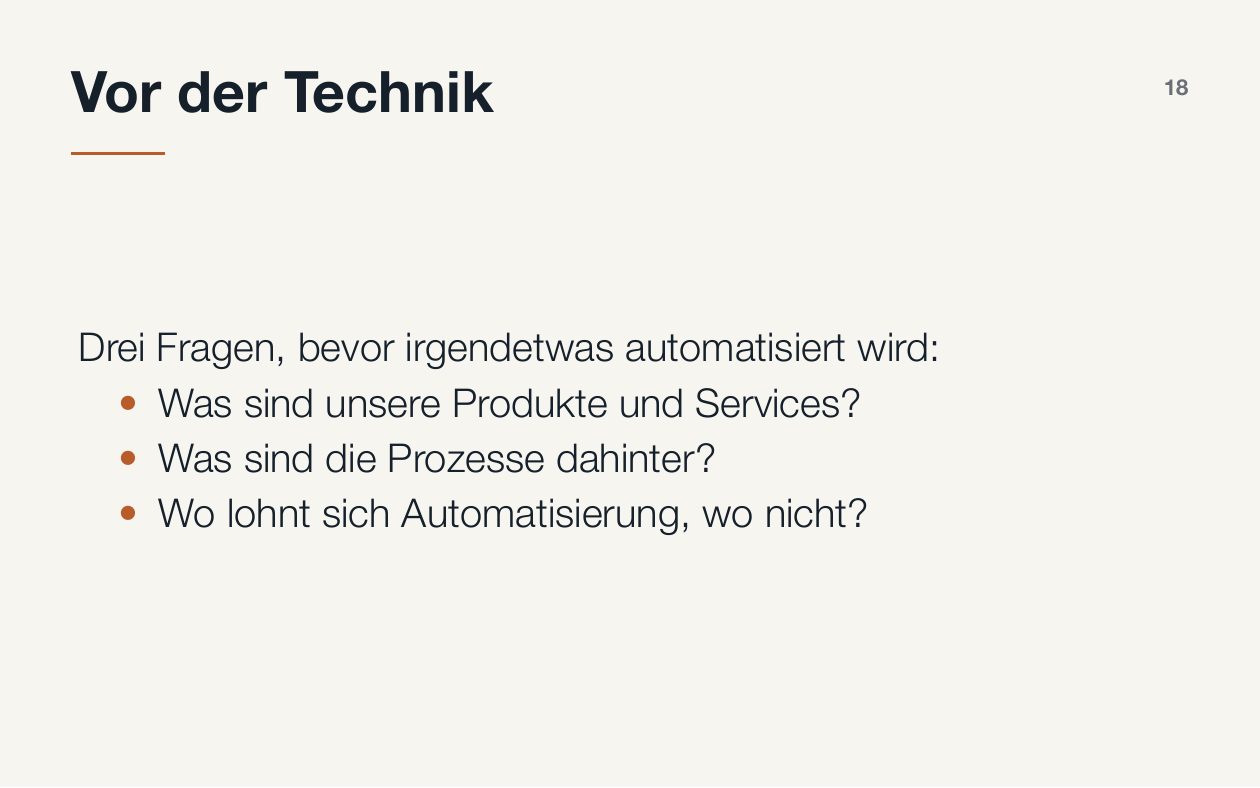 Vor der Technik
18
Drei Fragen, bevor irgendetwas automatisiert wird:
• Was sind unsere Produkte und Services?
• Was sind die Prozesse dahinter?
• Wo lohnt sich Automatisierung, wo nicht?